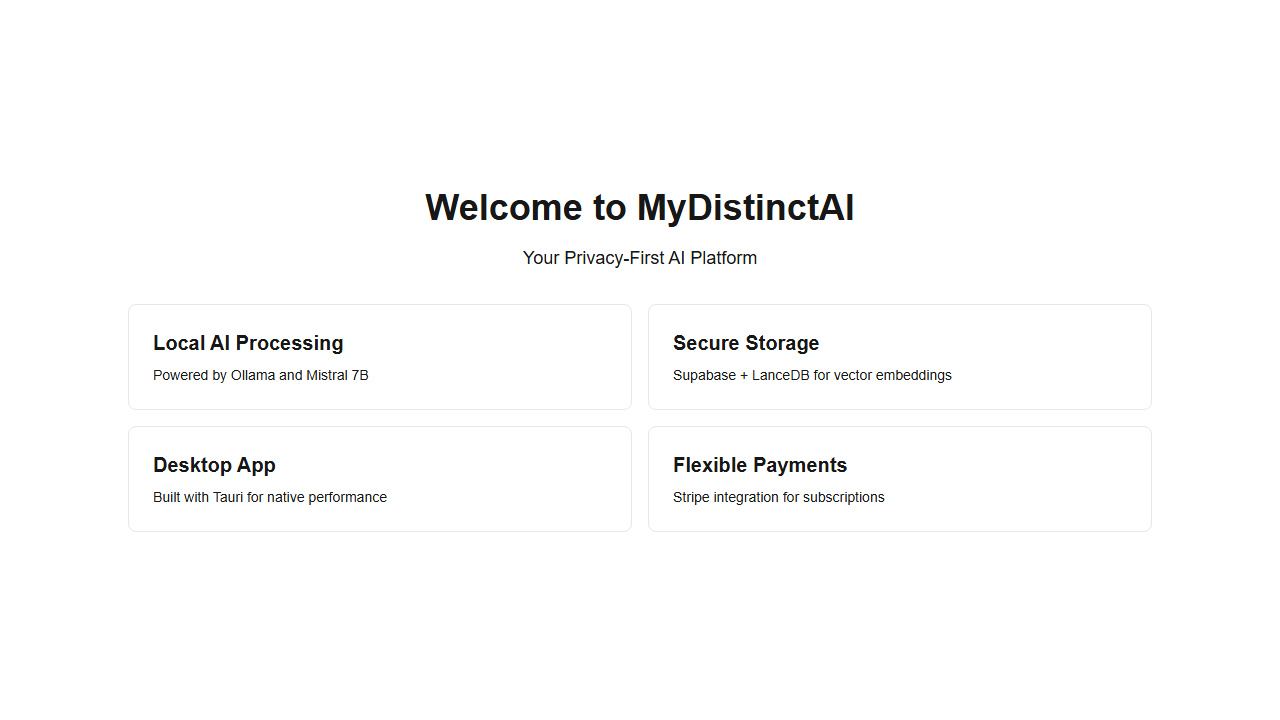 Welcome to MyDistinctAI
Your Privacy-First AI Platform
Local AI Processing
Powered by Ollama and Mistral 7B
Secure Storage
Supabase + LanceDB for vector embeddings
Desktop App
Built with Tauri for native performance
Flexible Payments
Stripe integration for subscriptions